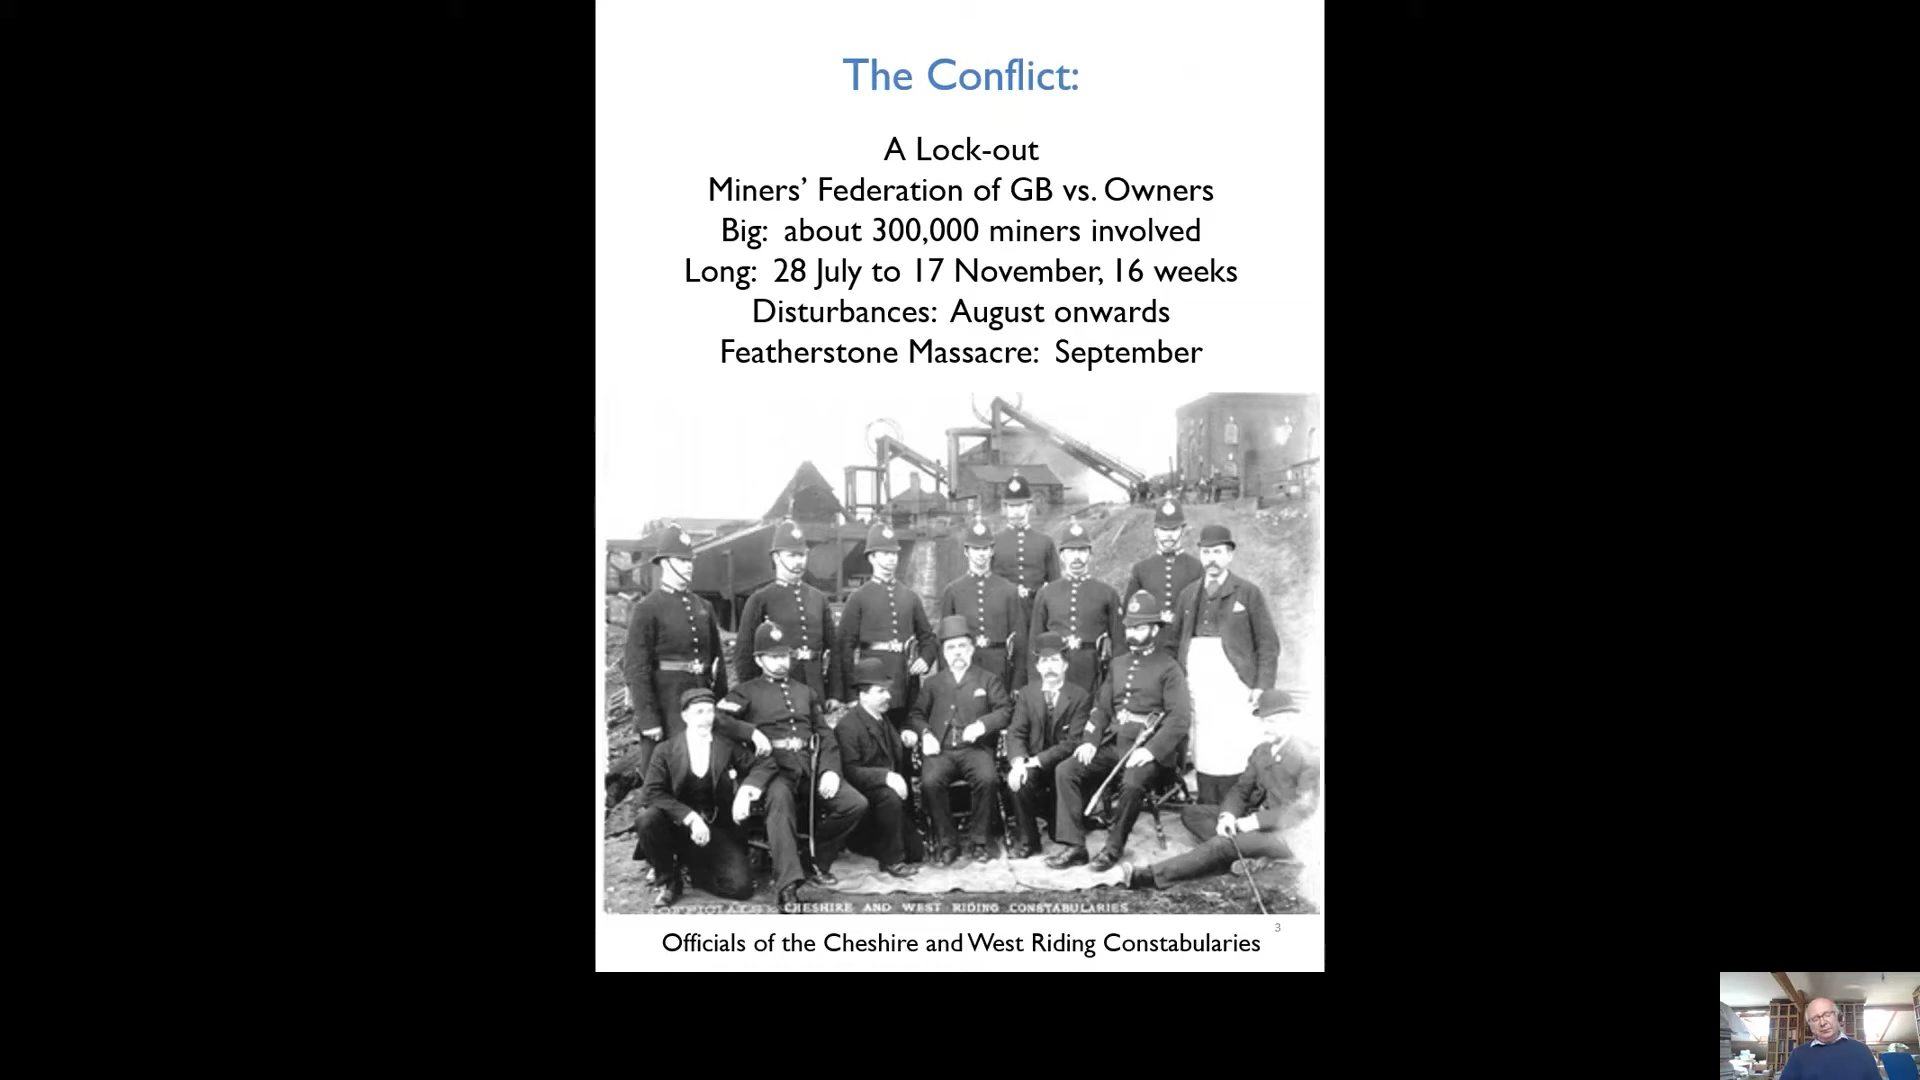 The Conflict:
A Lock-out
Miners’ Federation of GB vs. Owners
Big: about 300,000 miners involved
Long: 28 July to 17 November, 16 weeks
Disturbances: August onwards
Featherstone Massacre: September
OFFICIALS CHESHIRE AND WEST RIDING CONSTABULARIES
3
Officials of the Cheshire and West Riding Constabularies